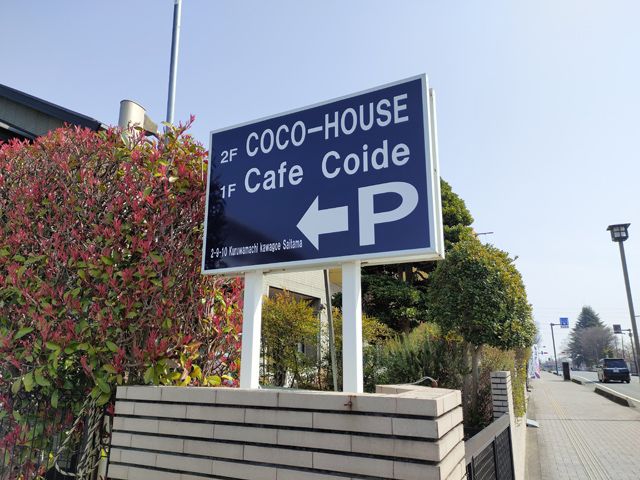 2F COCO-HOUSE
1F Cafe Coide
P
2-9-10 Kuruwamachi kawagoe Saitama